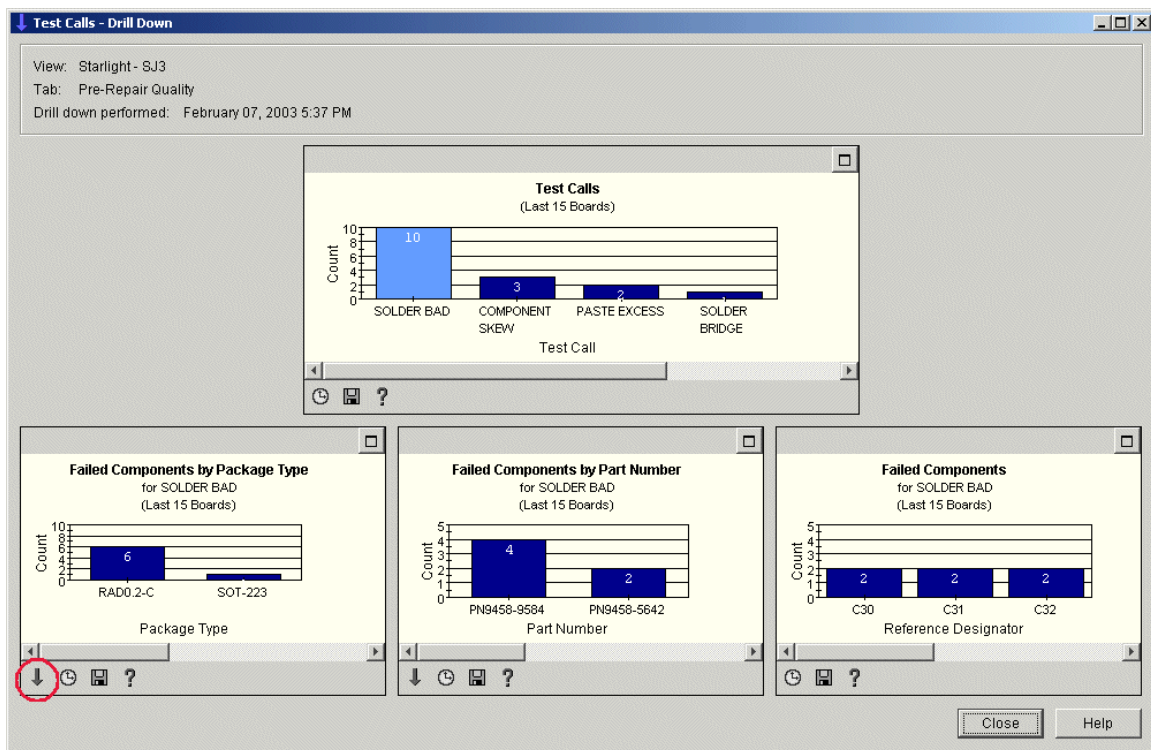 Test Calls - Drill Down
View: Starlight - SJ3
Tab: Pre-Repair Quality
Drill down performed: February 07, 2003 5:37 PM
Test Calls
(Last 15 Boards)
Count
10
8
6
4
2
0
10
3
2
SOLDER BAD
COMPONENT SKEW
PASTE EXCESS
SOLDER BRIDGE
Test Call
?
Failed Components by Package Type
for SOLDER BAD
(Last 15 Boards)
Count
10
8
6
4
2
0
6
RAD0.2-C
SOT-223
Package Type
?
Failed Components by Part Number
for SOLDER BAD
(Last 15 Boards)
Count
5
4
3
2
1
0
4
2
PN9458-9584
PN9458-5642
Part Number
?
Failed Components
for SOLDER BAD
(Last 15 Boards)
Count
5
4
3
2
1
0
2
2
2
C30
C31
C32
Reference Designator
?
Close
Help